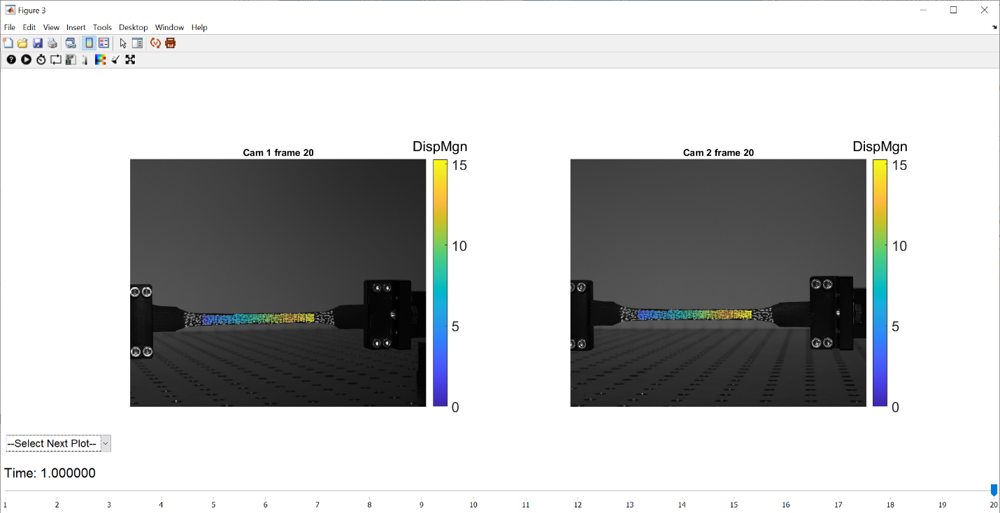 Figure 3
File Edit View Insert Tools Desktop Window Help
GIF
DispMgn
Cam 1 frame 20
15
10
5
0
DispMgn
Cam 2 frame 20
15
10
5
0
--Select Next Plot--
Time: 1.000000
1 2 3 4 5 6 7 8 9 10 11 12 13 14 15 16 17 18 19 20